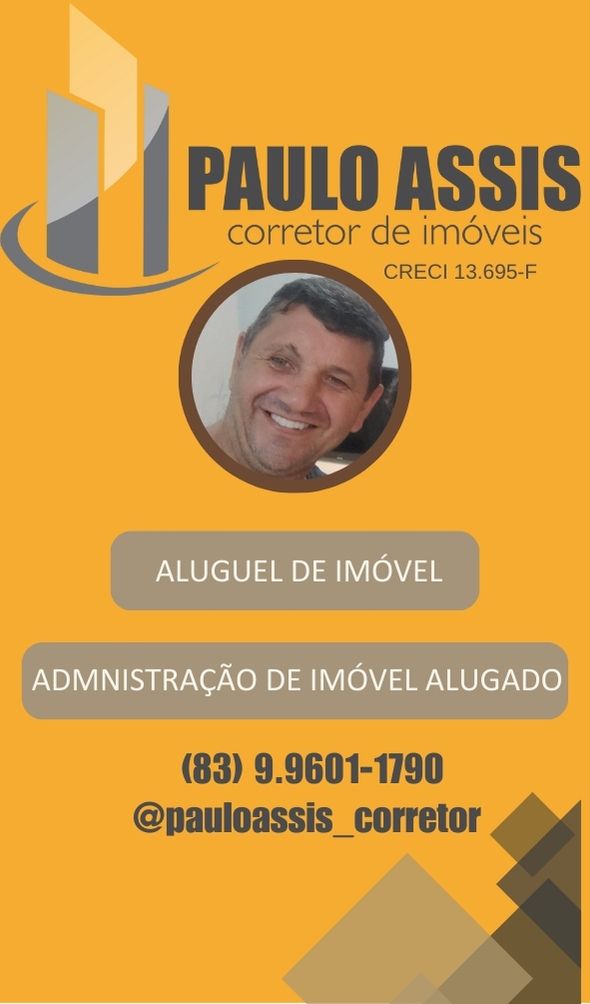 PAULO ASSIS
corretor de imóveis
CRECI 13.695-F
ALUGUEL DE IMÓVEL
ADMNISTRAÇÃO DE IMÓVEL ALUGADO
(83) 9.9601-1790
@pauloassis_corretor